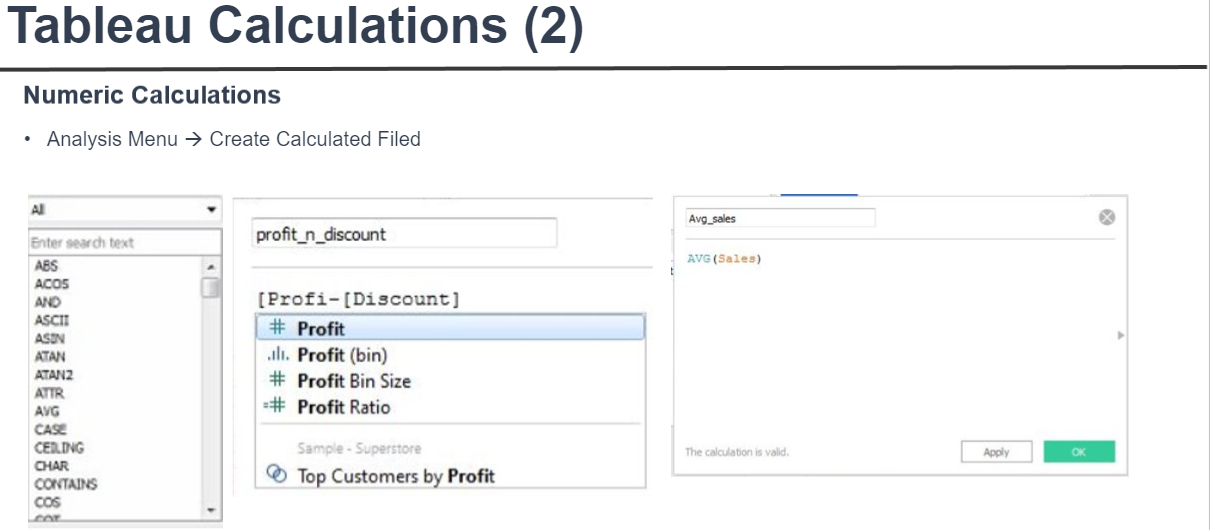 Tableau Calculations (2)
Numeric Calculations
• Analysis Menu → Create Calculated Filed
All
Enter search text
ABS
ACOS
AND
ASCII
ASIN
ATAN
ATAN2
ATTR
AVG
CASE
CEILING
CHAR
CONTAINS
COS
COT
profit_n_discount
[Profi-[Discount]
Profit
Profit (bin)
Profit Bin Size
Profit Ratio
Sample - Superstore
Top Customers by Profit
Avg_sales
AVG(Sales)
The calculation is valid.
Apply
OK